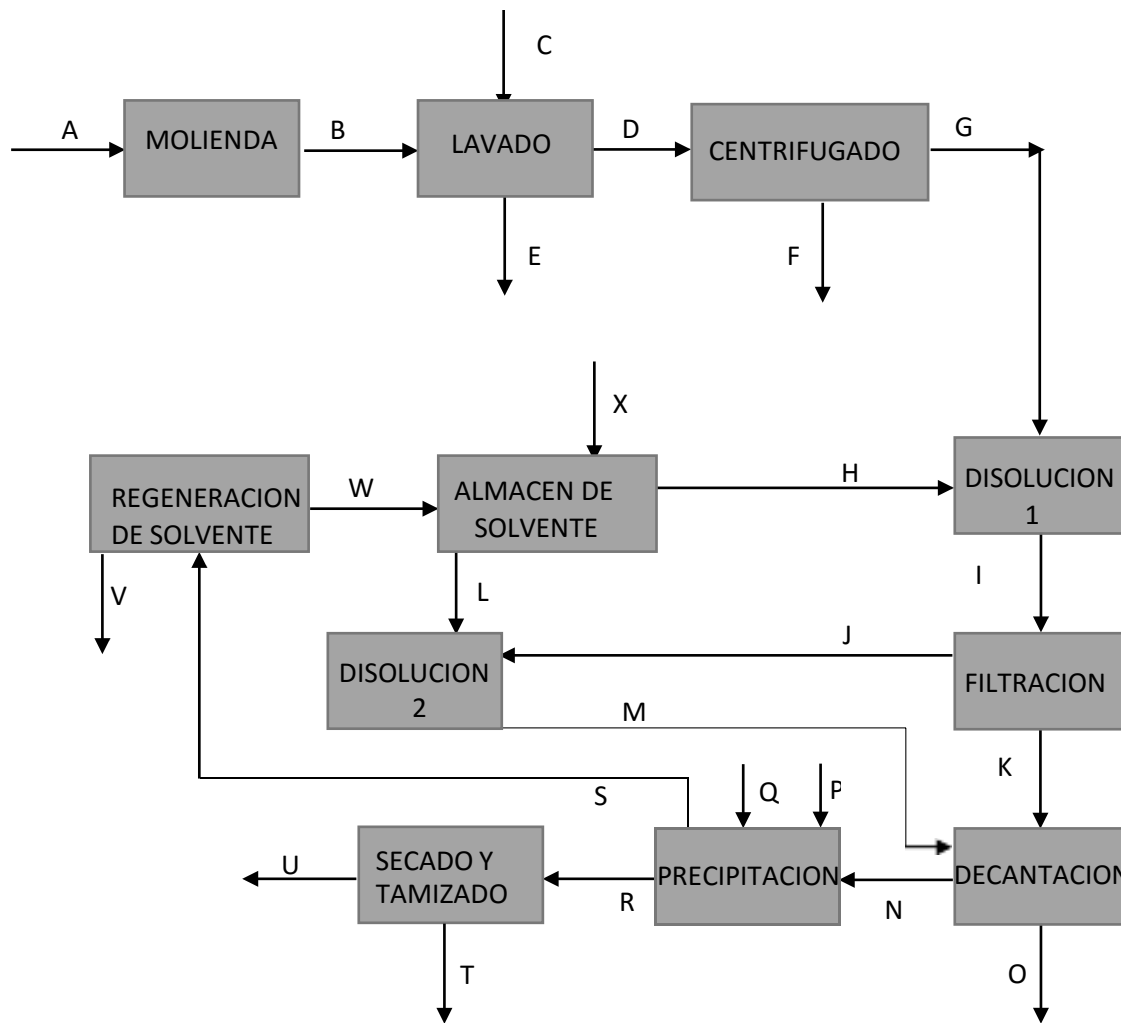 C
A
MOLIENDA
B
LAVADO
D
CENTRIFUGADO
G
E
F
X
REGENERACION
DE SOLVENTE
W
ALMACEN DE
SOLVENTE
H
DISOLUCION
1
V
L
I
DISOLUCION
2
J
FILTRACION
M
K
S
Q
P
U
SECADO Y
TAMIZADO
R
PRECIPITACION
N
DECANTACION
T
O